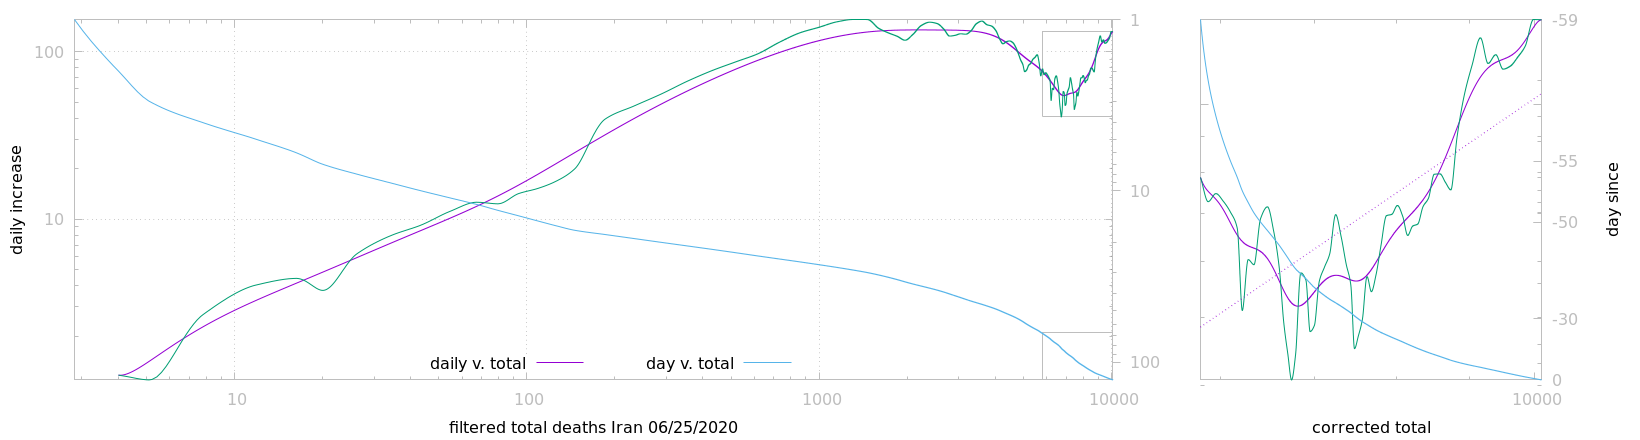 daily increase
100
10
1
10
100
10
100
1000
10000
daily v. total
day v. total
filtered total deaths Iran 06/25/2020
-59
-55
-50
-30
0
10000
day since
corrected total